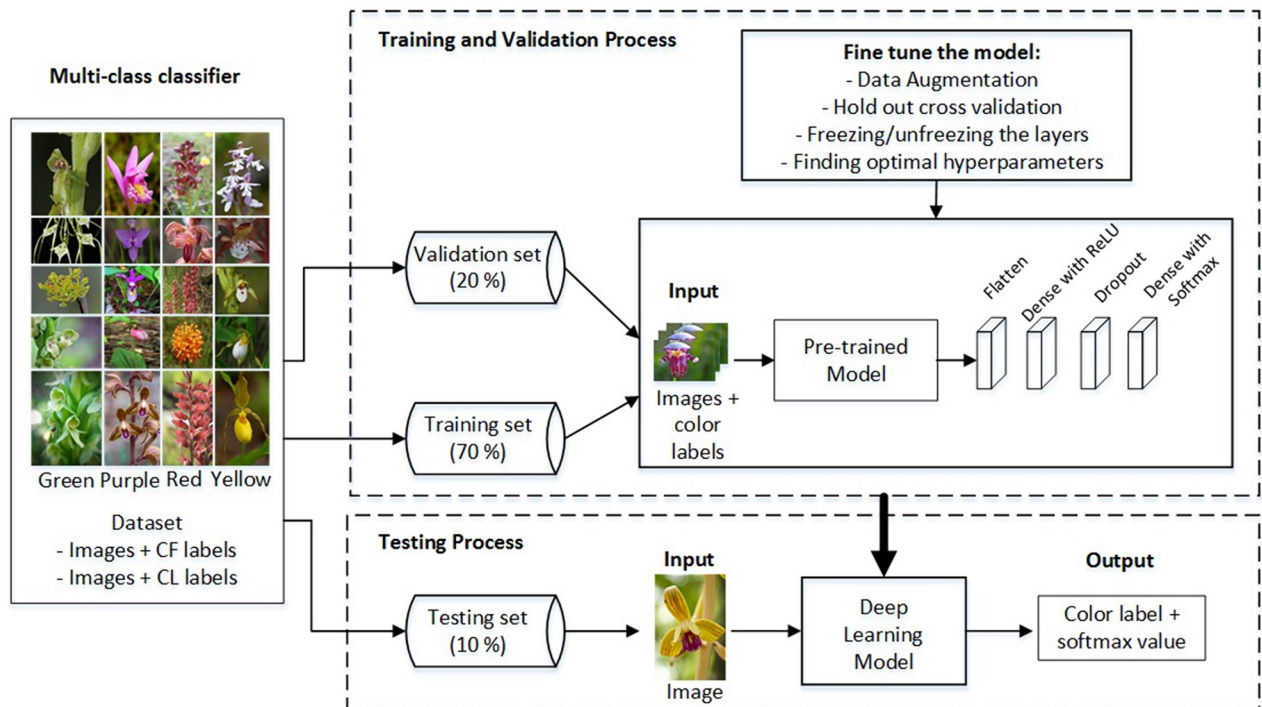 Multi-class classifier
Green Purple Red Yellow
Dataset
- Images + CF labels
- Images + CL labels
Training and Validation Process
Fine tune the model:
- Data Augmentation
- Hold out cross validation
- Freezing/unfreezing the layers
- Finding optimal hyperparameters
Validation set
(20 %)
Training set
(70 %)
Input
Images +
color
labels
Pre-trained
Model
Flatten
Dense with ReLU
Dropout
Dense with
Softmax
Testing Process
Testing set
(10 %)
Input
Image
Deep
Learning
Model
Output
Color label +
softmax value